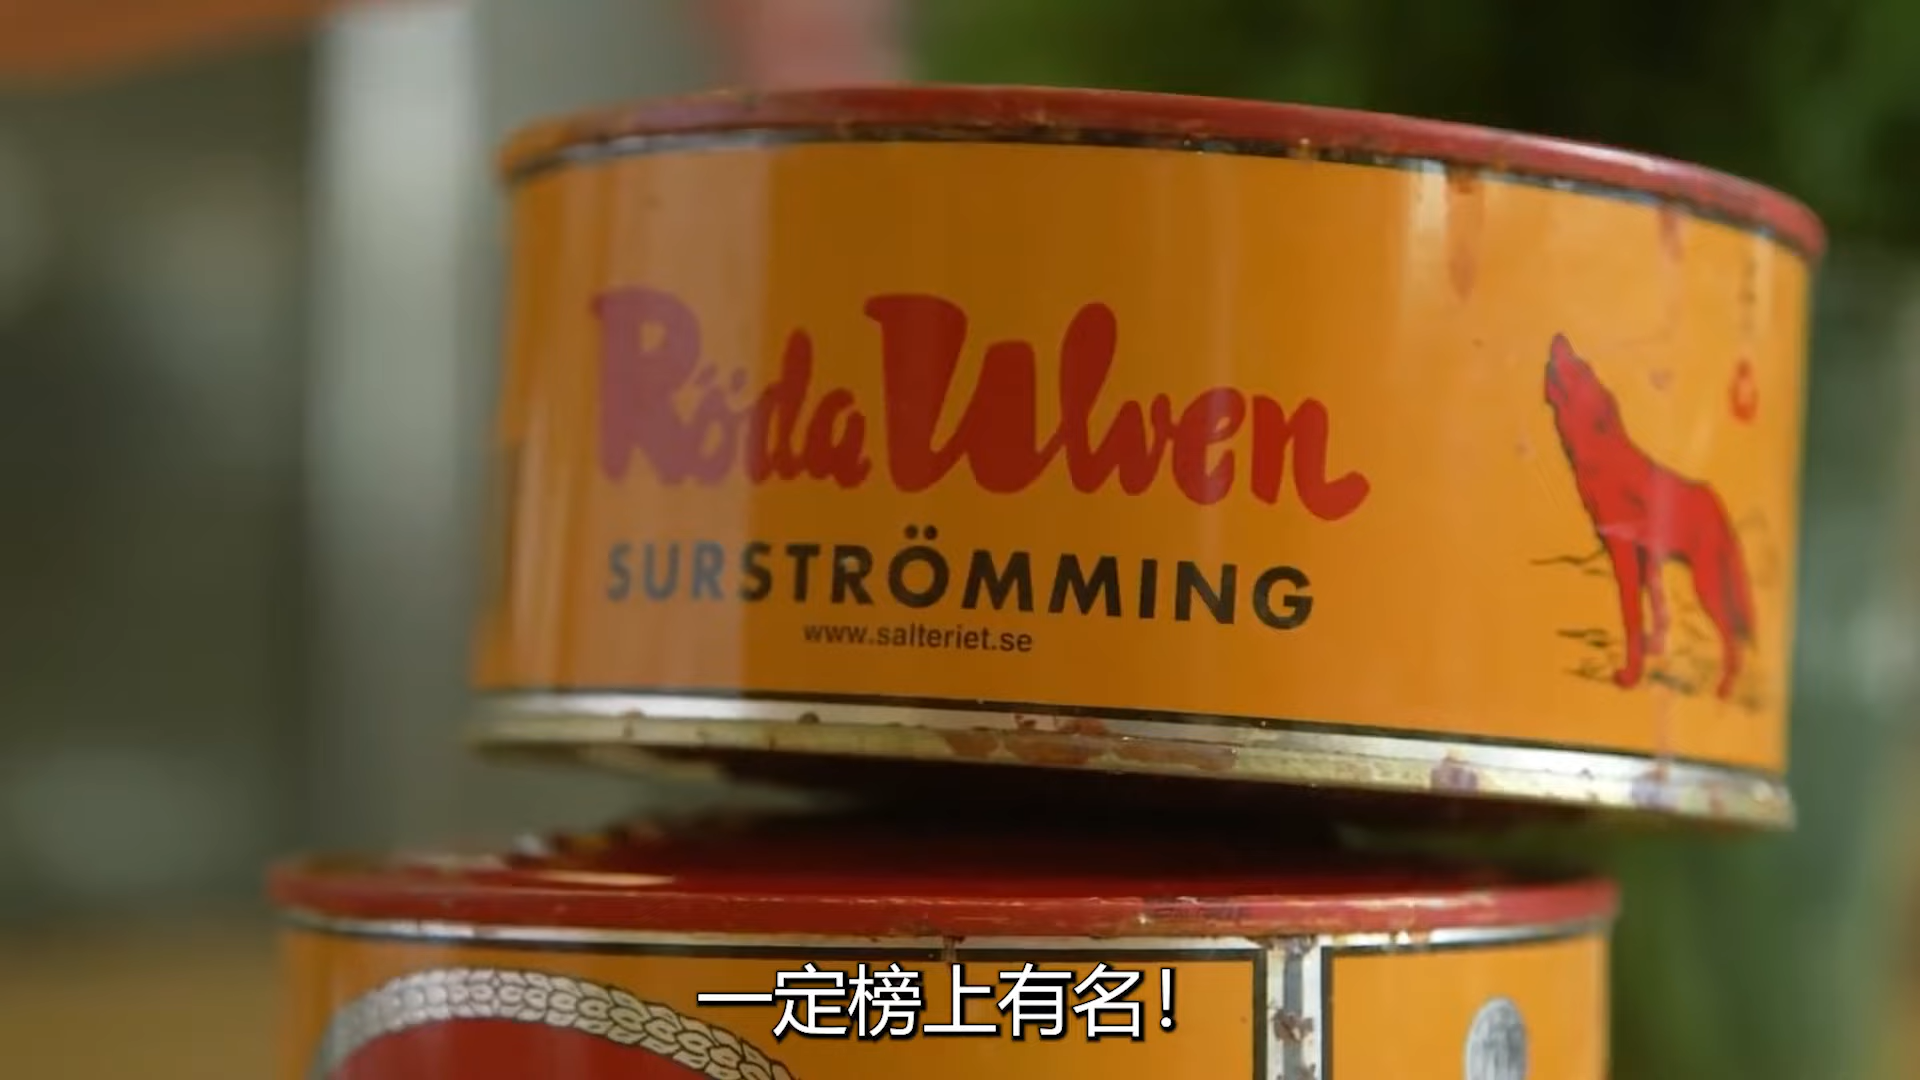 Röda Ulven
SURSTRÖMMING
www.salteriet.se
一定榜上有名！